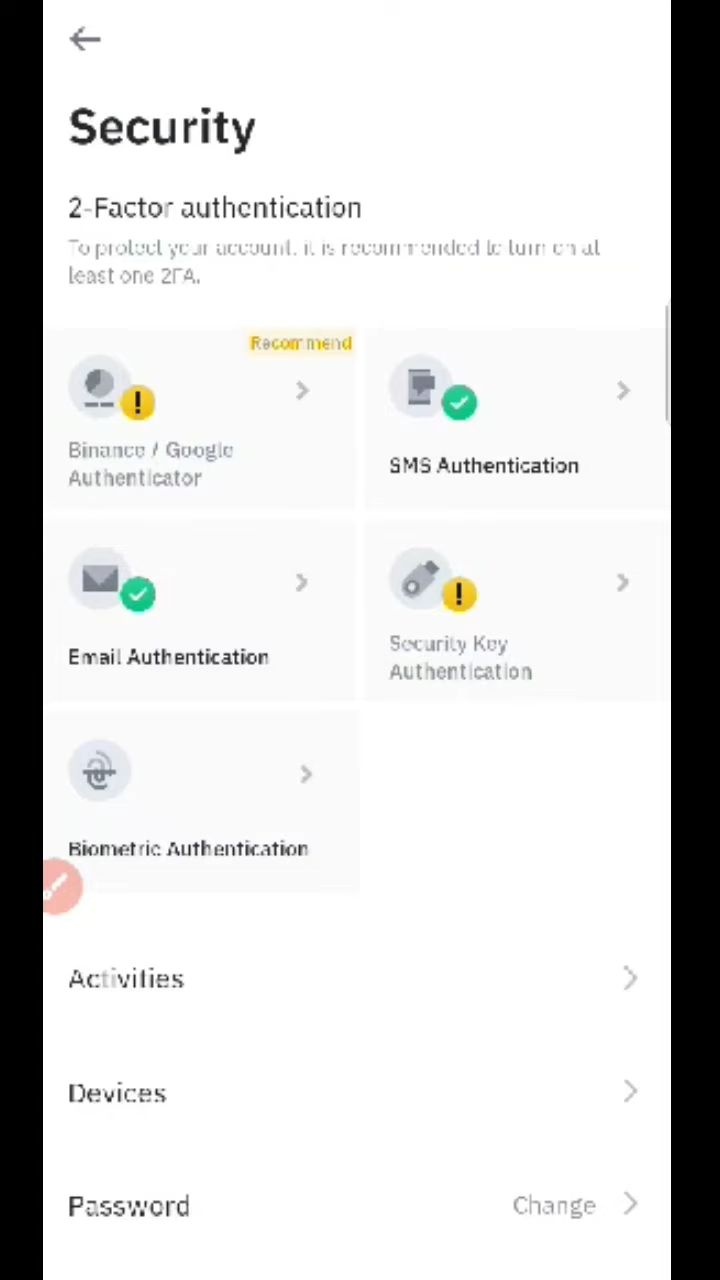 Security
2-Factor authentication
To protect your account, it is recommended to turn on at
least one 2FA.
Recommend
Binance / Google
Authenticator
SMS Authentication
Email Authentication
Security Key
Authentication
Biometric Authentication
Activities
Devices
Password
Change